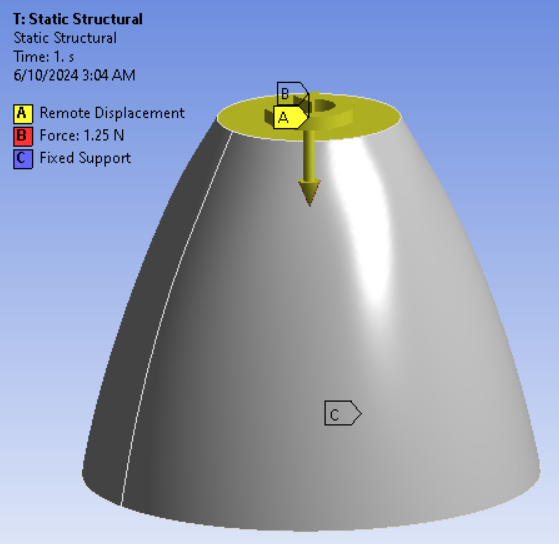 T: Static Structural
Static Structural
Time: 1. s
6/10/2024 3:04 AM
A Remote Displacement
B Force: 1.25 N
C Fixed Support
B
A
C